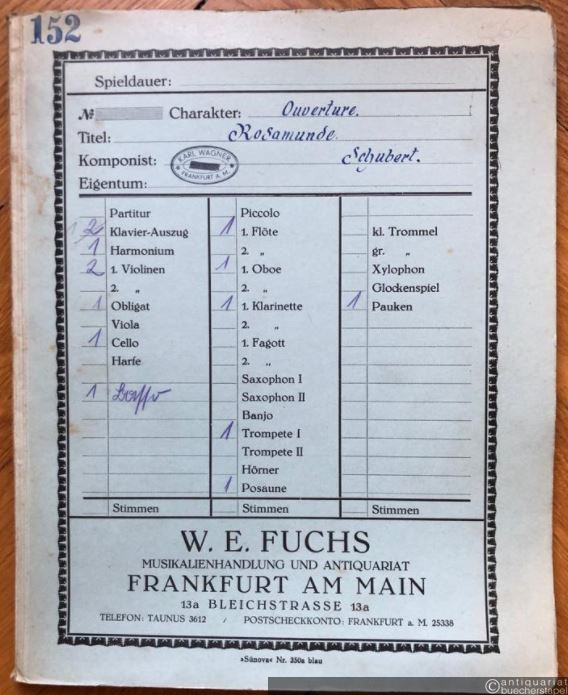 152
Spieldauer:
№ Charakter: Ouverture.
Titel: Rosamunde.
Komponist: KARL WAGNER FRANKFURT A. M. Schubert.
Eigentum:
Partitur Piccolo
2 Klavier-Auszug 1 1. Flöte kl. Trommel
1 Harmonium 2. „ gr. „
2 1. Violinen 1 1. Oboe Xylophon
2. „ 2. „ Glockenspiel
1 Obligat 1 1. Klarinette 1 Pauken
Viola 2. „
1 Cello 1. Fagott
Harfe 2. „
Saxophon I
1 Saxophon II
Banjo
1 Trompete I
Trompete II
Hörner
1 Posaune
Stimmen Stimmen Stimmen
W. E. FUCHS
MUSIKALIENHANDLUNG UND ANTIQUARIAT
FRANKFURT AM MAIN
13a BLEICHSTRASSE 13a
TELEFON: TAUNUS 3612 / POSTSCHECKKONTO: FRANKFURT a. M. 25338
»Sünova« Nr. 250a blau
antiquariat
buecherstapel